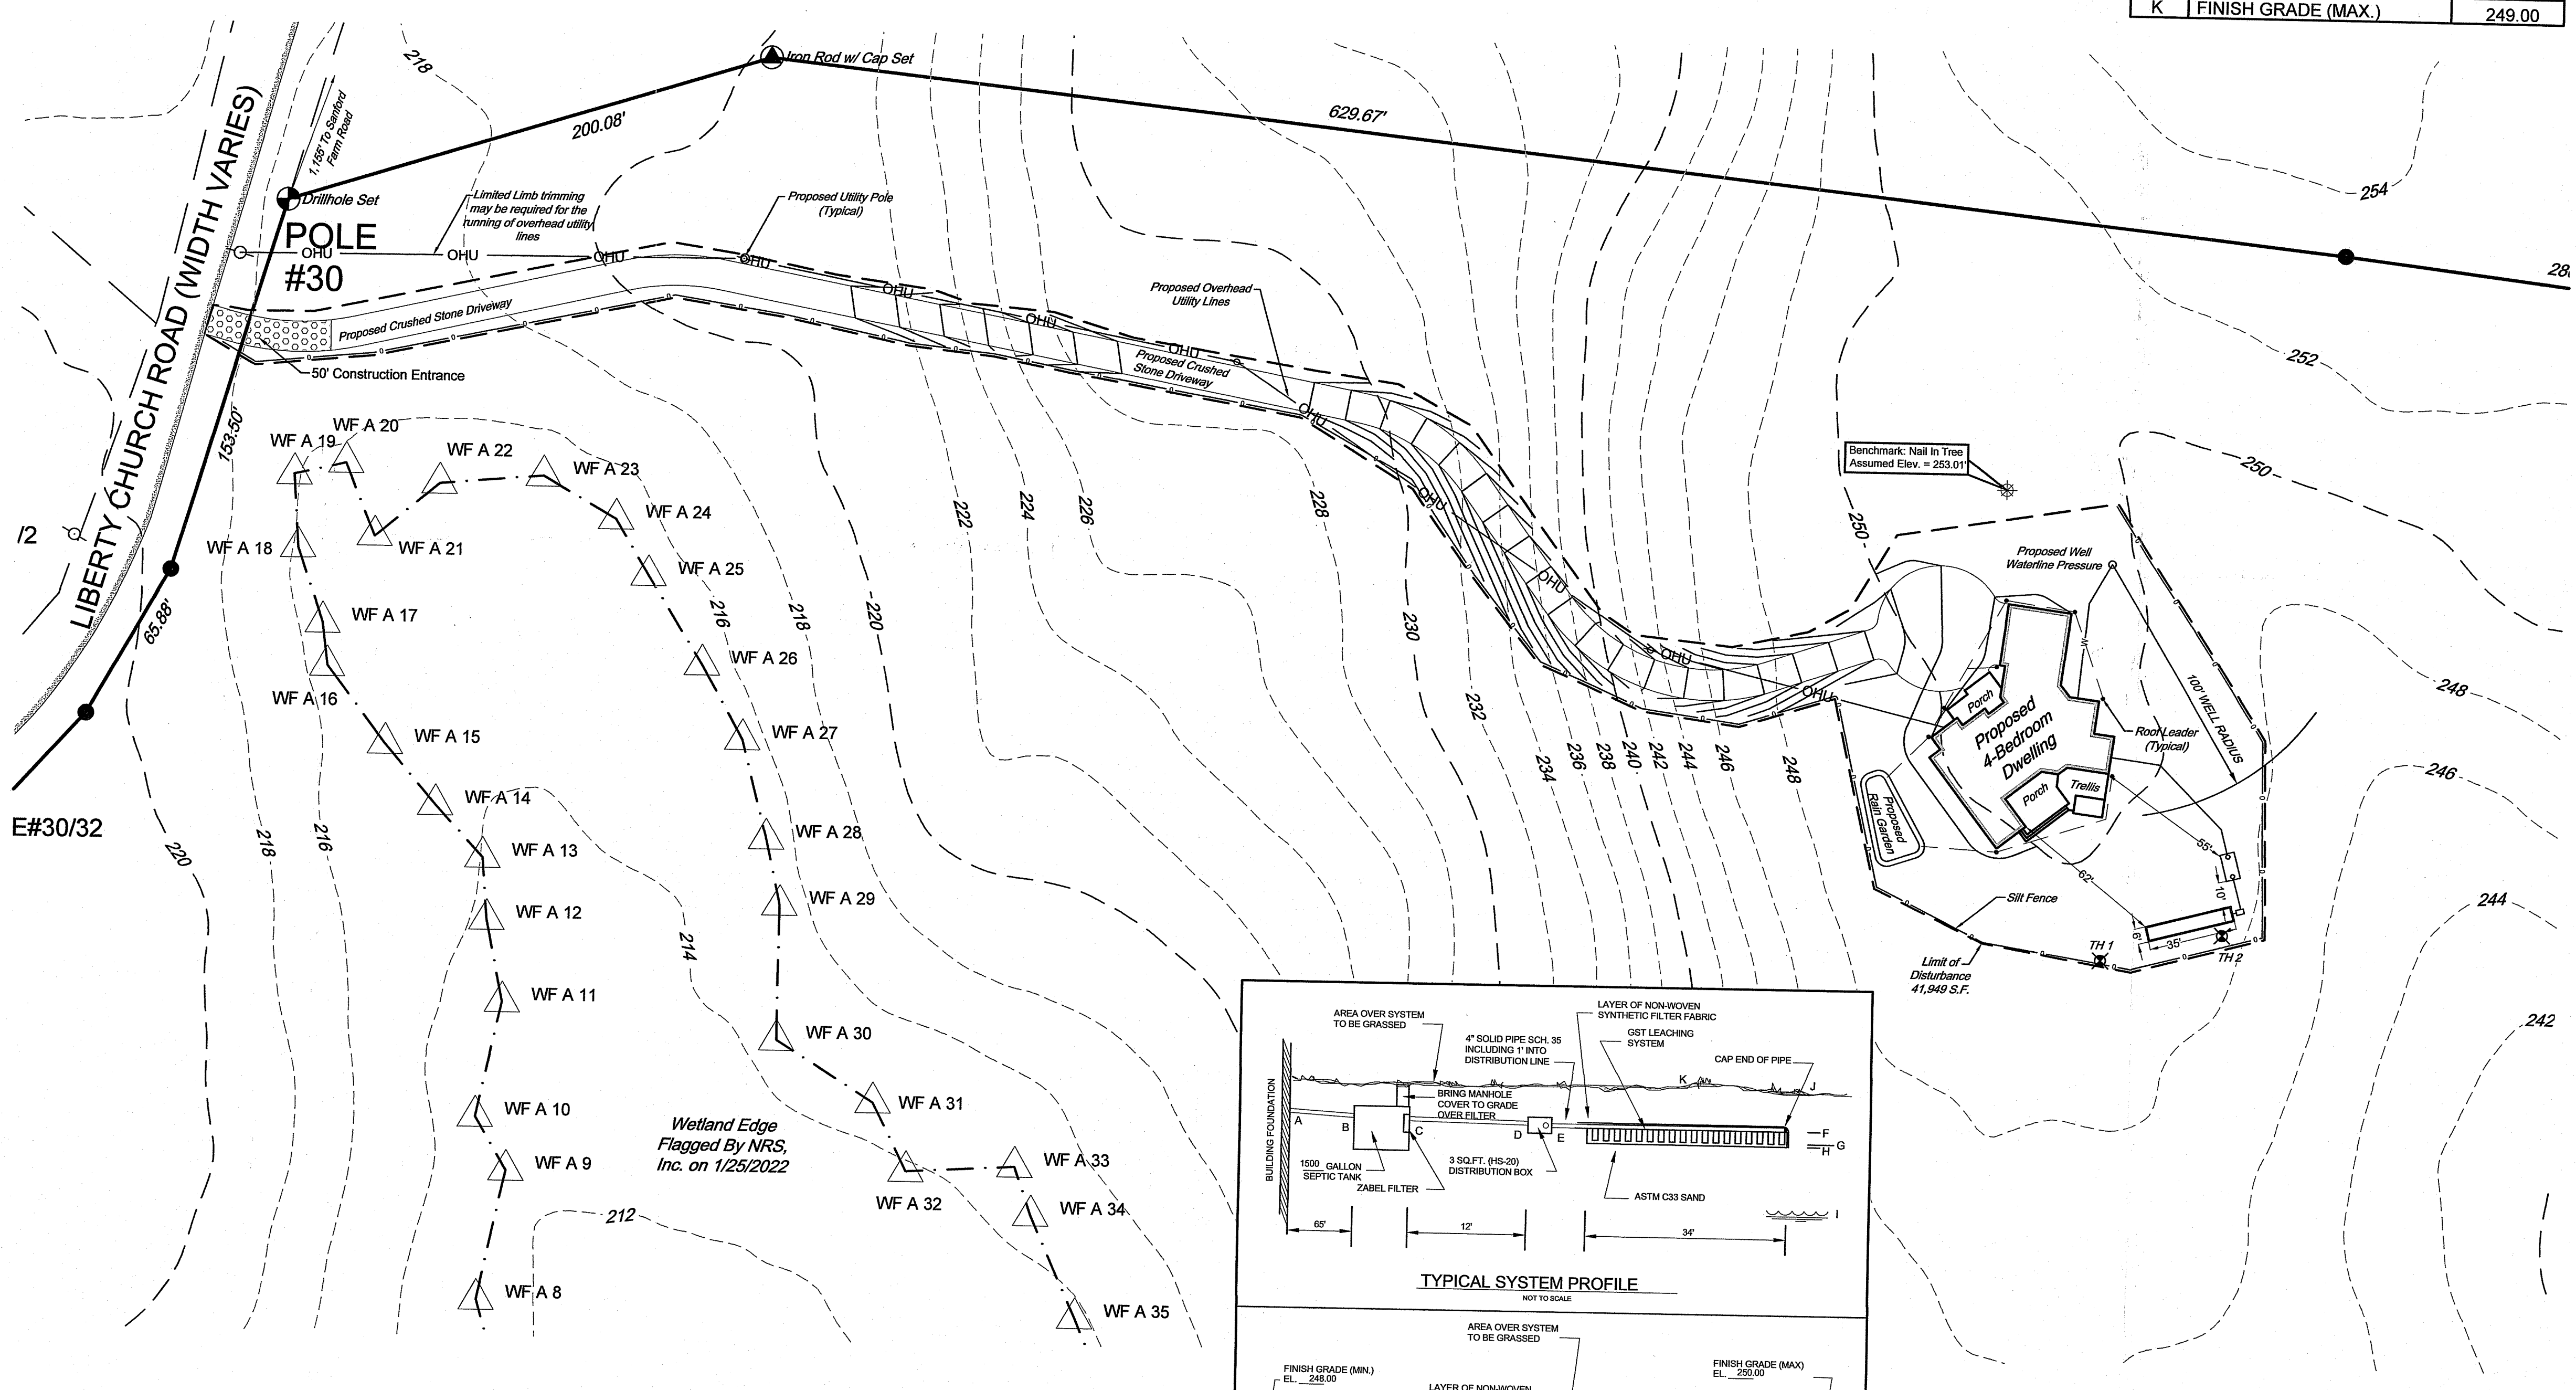 K FINISH GRADE (MAX.) 249.00
218
Iron Rod w/ Cap Set
1,155' To Sanford
Farm Road
200.08'
629.67'
254
Drillhole Set
Limited Limb trimming
may be required for the
running of overhead utility
lines
Proposed Utility Pole
(Typical)
POLE
#30
OHU
OHU
OHU
OHU
OHU
OHU
OHU
OHU
OHU
OHU
OHU
OHU
Proposed Overhead
Utility Lines
LIBERTY CHURCH ROAD (WIDTH VARIES)
Proposed Crushed Stone Driveway
Proposed Crushed
Stone Driveway
50' Construction Entrance
252
153.50'
65.88'
/2
E#30/32
WF A 19
WF A 20
WF A 22
WF A 23
WF A 24
WF A 18
WF A 21
WF A 25
WF A 17
WF A 26
WF A 16
WF A 15
WF A 27
WF A 14
WF A 28
WF A 13
WF A 29
WF A 12
WF A 11
WF A 30
WF A 10
WF A 31
WF A 9
WF A 33
WF A 32
WF A 34
WF A 8
WF A 35
220
218
216
216
218
220
222
224
226
228
230
232
234
236
238
240
242
244
246
248
250
250
248
246
244
242
214
212
Wetland Edge
Flagged By NRS,
Inc. on 1/25/2022
Benchmark: Nail In Tree
Assumed Elev. = 253.01'
Proposed Well
Waterline Pressure
W
100' WELL RADIUS
Porch
Proposed
4-Bedroom
Dwelling
Roof Leader
(Typical)
Porch
Trellis
Proposed
Rain Garden
55'
62'
10'
6'
35'
TH 1
TH 2
Silt Fence
Limit of
Disturbance
41,949 S.F.
AREA OVER SYSTEM
TO BE GRASSED
LAYER OF NON-WOVEN
SYNTHETIC FILTER FABRIC
4" SOLID PIPE SCH. 35
INCLUDING 1' INTO
DISTRIBUTION LINE
GST LEACHING
SYSTEM
CAP END OF PIPE
K
J
BRING MANHOLE
COVER TO GRADE
OVER FILTER
BUILDING FOUNDATION
A
B
C
D
E
F
G
H
I
1500 GALLON
SEPTIC TANK
ZABEL FILTER
3 SQ.FT. (HS-20)
DISTRIBUTION BOX
ASTM C33 SAND
65'
12'
34'
TYPICAL SYSTEM PROFILE
NOT TO SCALE
AREA OVER SYSTEM
TO BE GRASSED
FINISH GRADE (MIN.)
EL. 248.00
FINISH GRADE (MAX)
EL. 250.00
LAYER OF NON-WOVEN